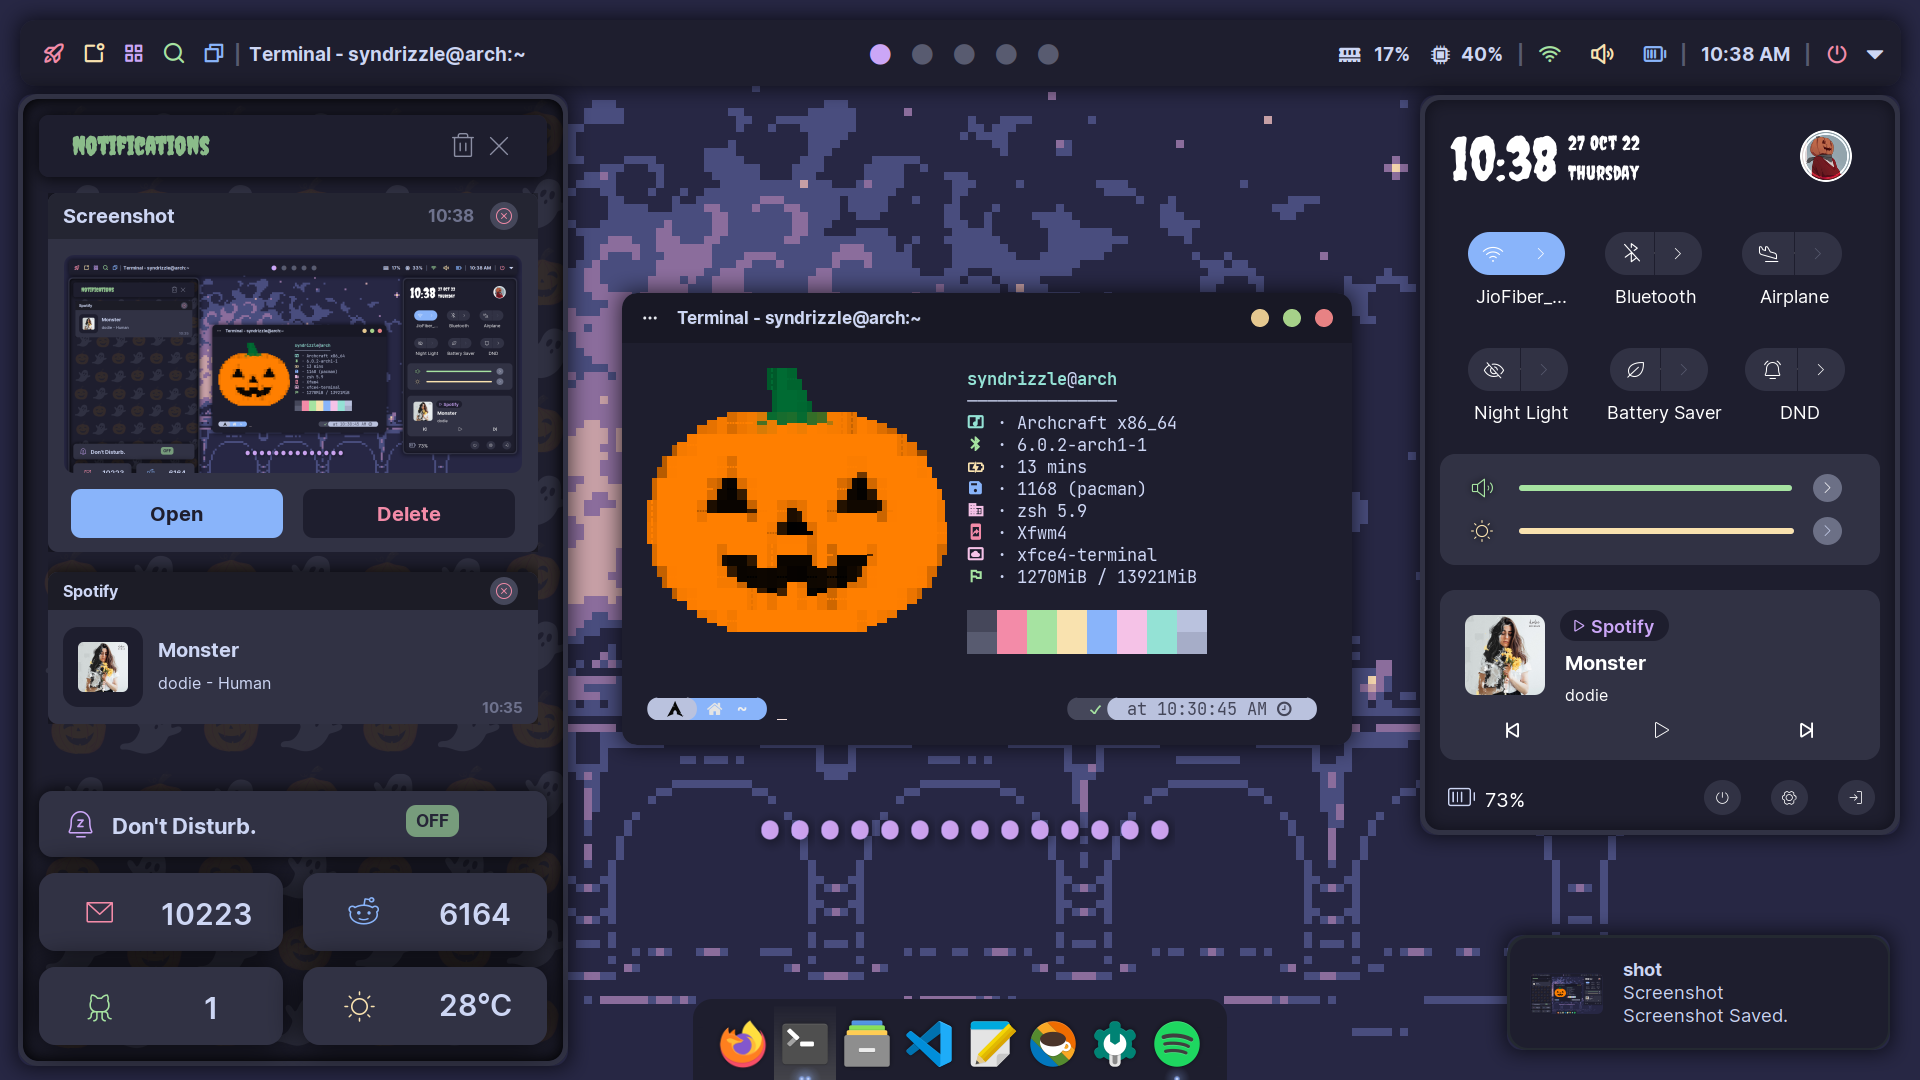 Terminal - syndrizzle@arch:~
17%
40%
10:38 AM
NOTIFICATIONS
Screenshot
10:38
Open
Delete
Spotify
Monster
dodie - Human
10:35
Don't Disturb.
OFF
10223
6164
1
28°C
Terminal - syndrizzle@arch:~
syndrizzle@arch
· Archcraft x86_64
· 6.0.2-arch1-1
· 13 mins
· 1168 (pacman)
· zsh 5.9
· Xfwm4
· xfce4-terminal
· 1270MiB / 13921MiB
~ _
at 10:30:45 AM
10:38
27 OCT 22
THURSDAY
JioFiber_...
Bluetooth
Airplane
Night Light
Battery Saver
DND
Spotify
Monster
dodie
73%
shot
Screenshot
Screenshot Saved.